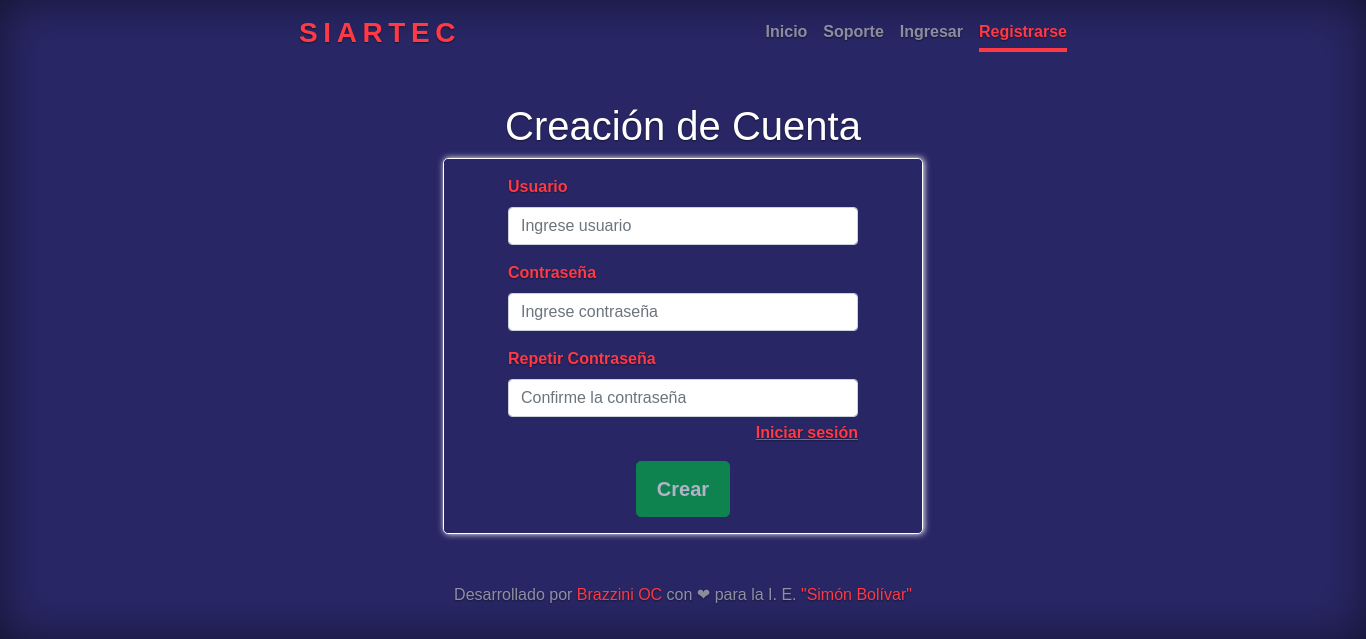 SIARTEC
Inicio Soporte Ingresar Registrarse
Creación de Cuenta
Usuario
Ingrese usuario
Contraseña
Ingrese contraseña
Repetir Contraseña
Confirme la contraseña
Iniciar sesión
Crear
Desarrollado por Brazzini OC con ❤ para la I. E. "Simón Bolívar"